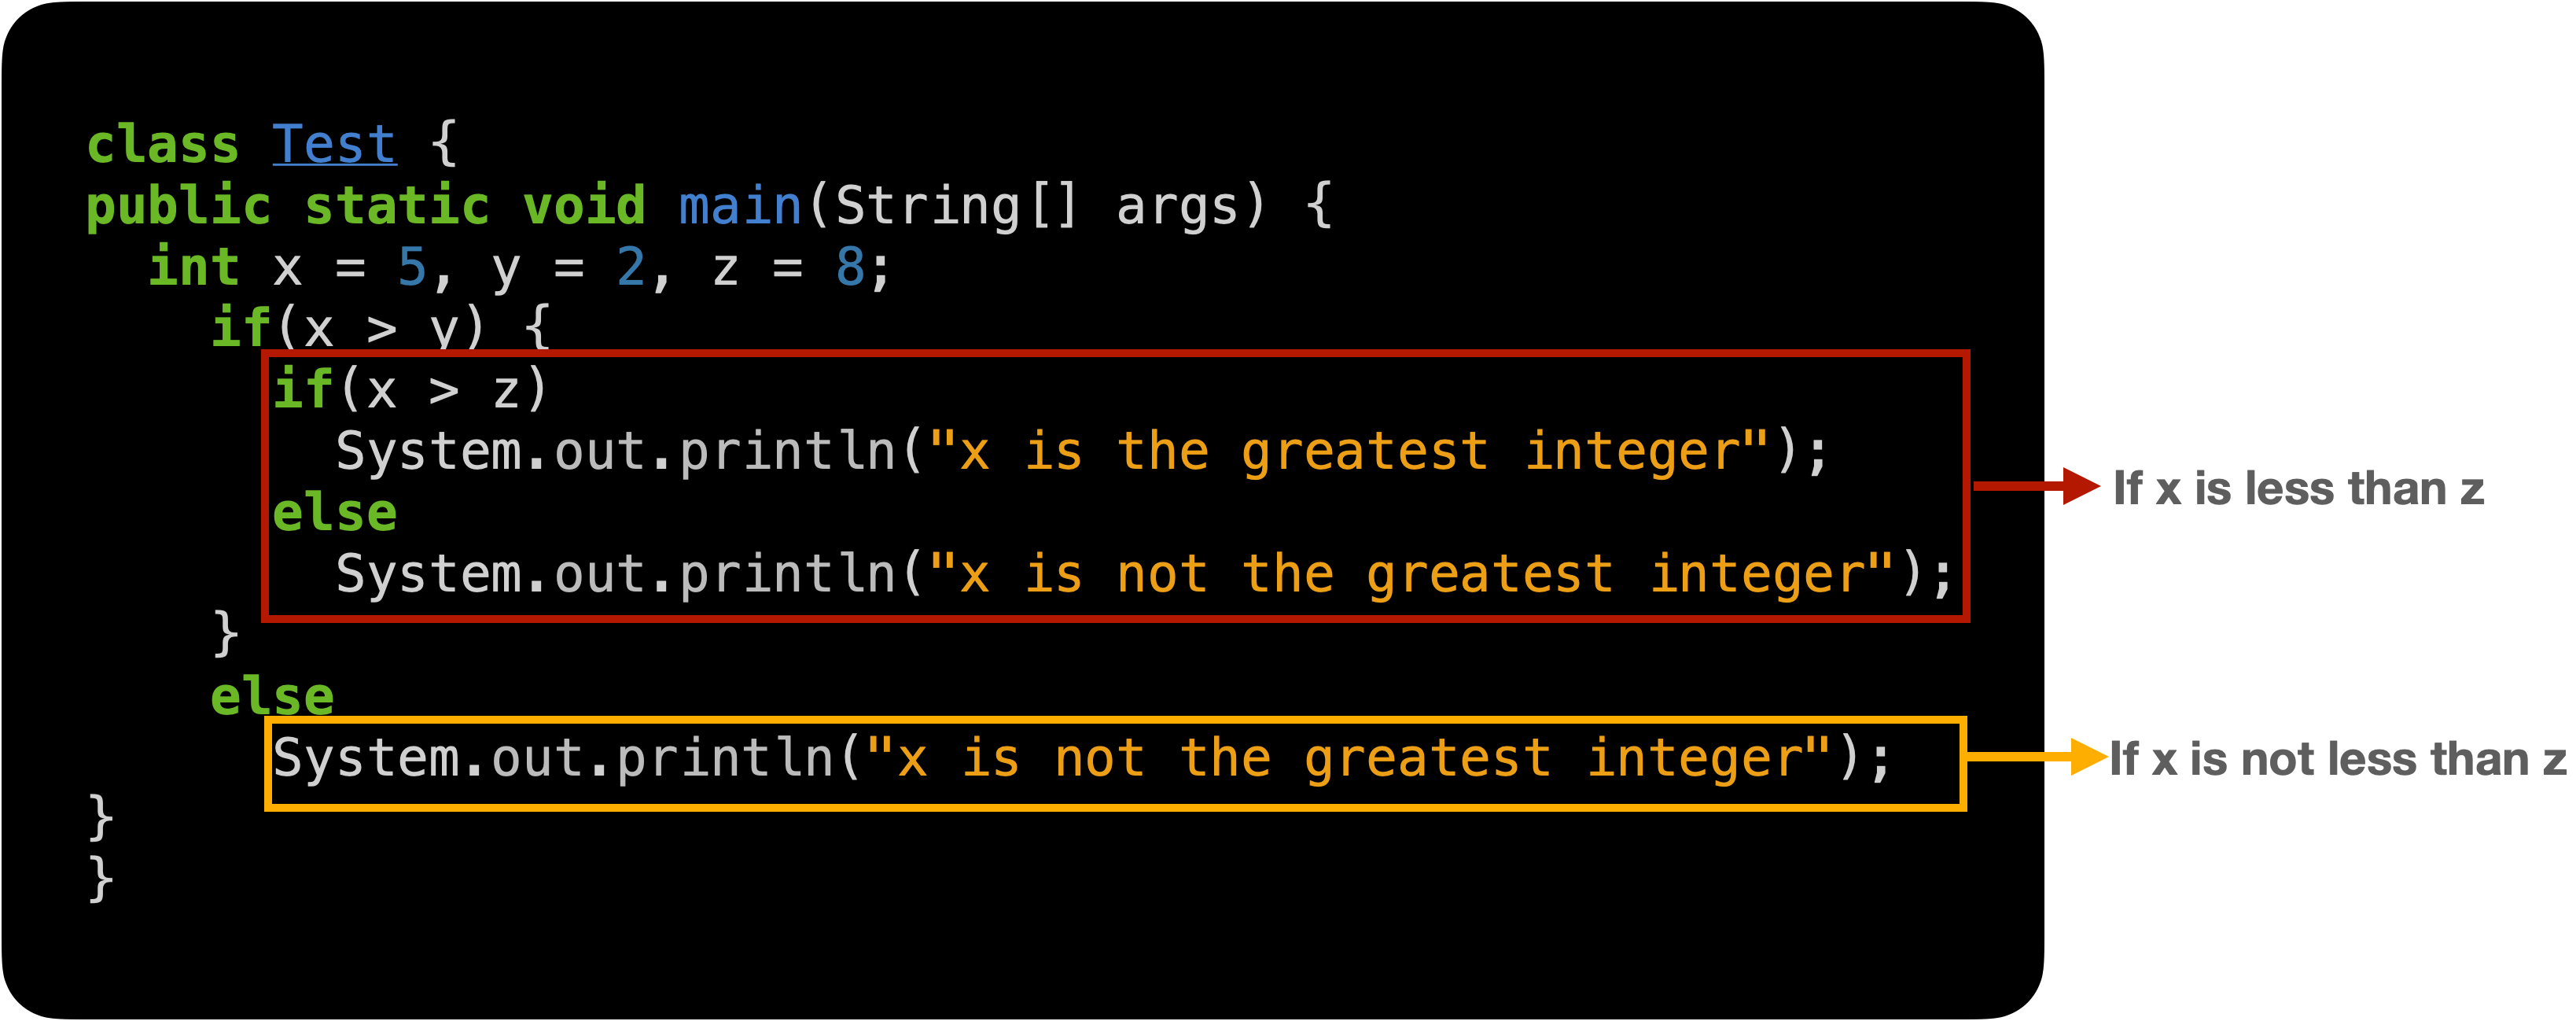 class Test {
public static void main(String[] args) {
int x = 5, y = 2, z = 8;
if(x > y) {
if(x > z)
System.out.println("x is the greatest integer");
else
System.out.println("x is not the greatest integer");
}
else
System.out.println("x is not the greatest integer");
}
}
If x is less than z
If x is not less than z